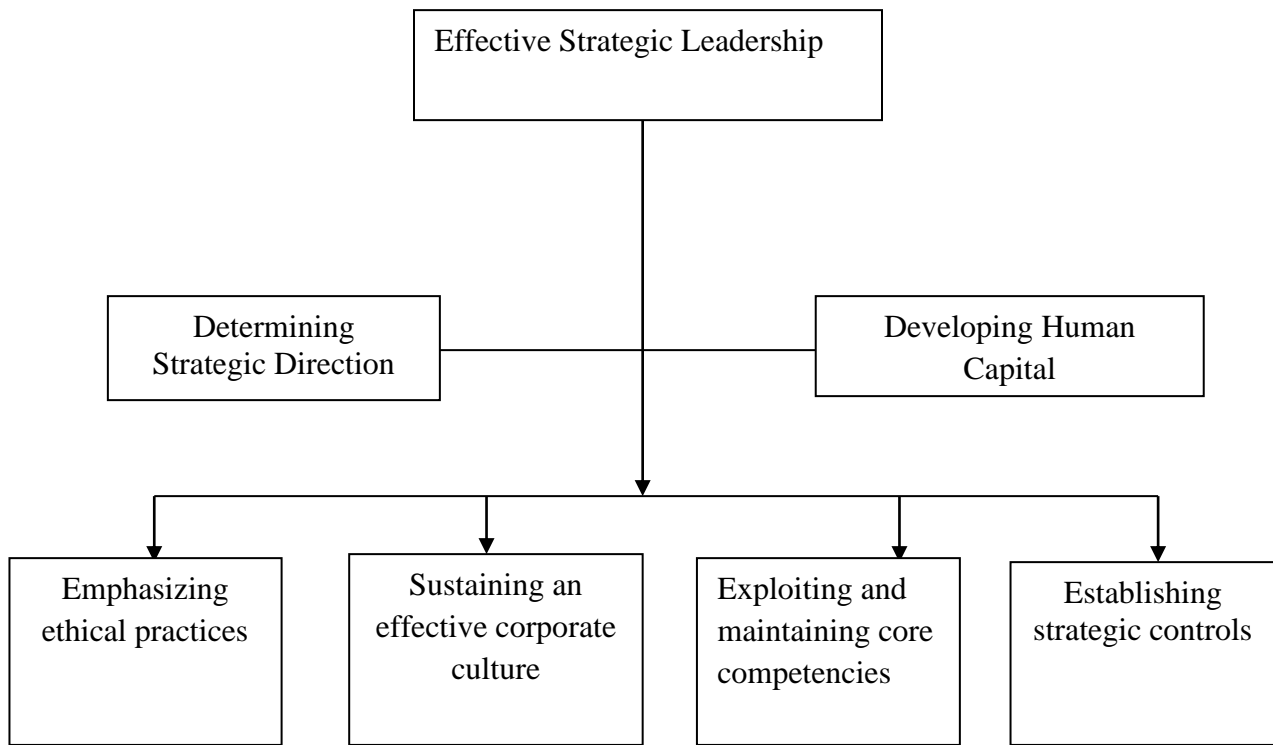 Effective Strategic Leadership
Determining
Strategic Direction
Developing Human
Capital
Emphasizing
ethical practices
Sustaining an
effective corporate
culture
Exploiting and
maintaining core
competencies
Establishing
strategic controls